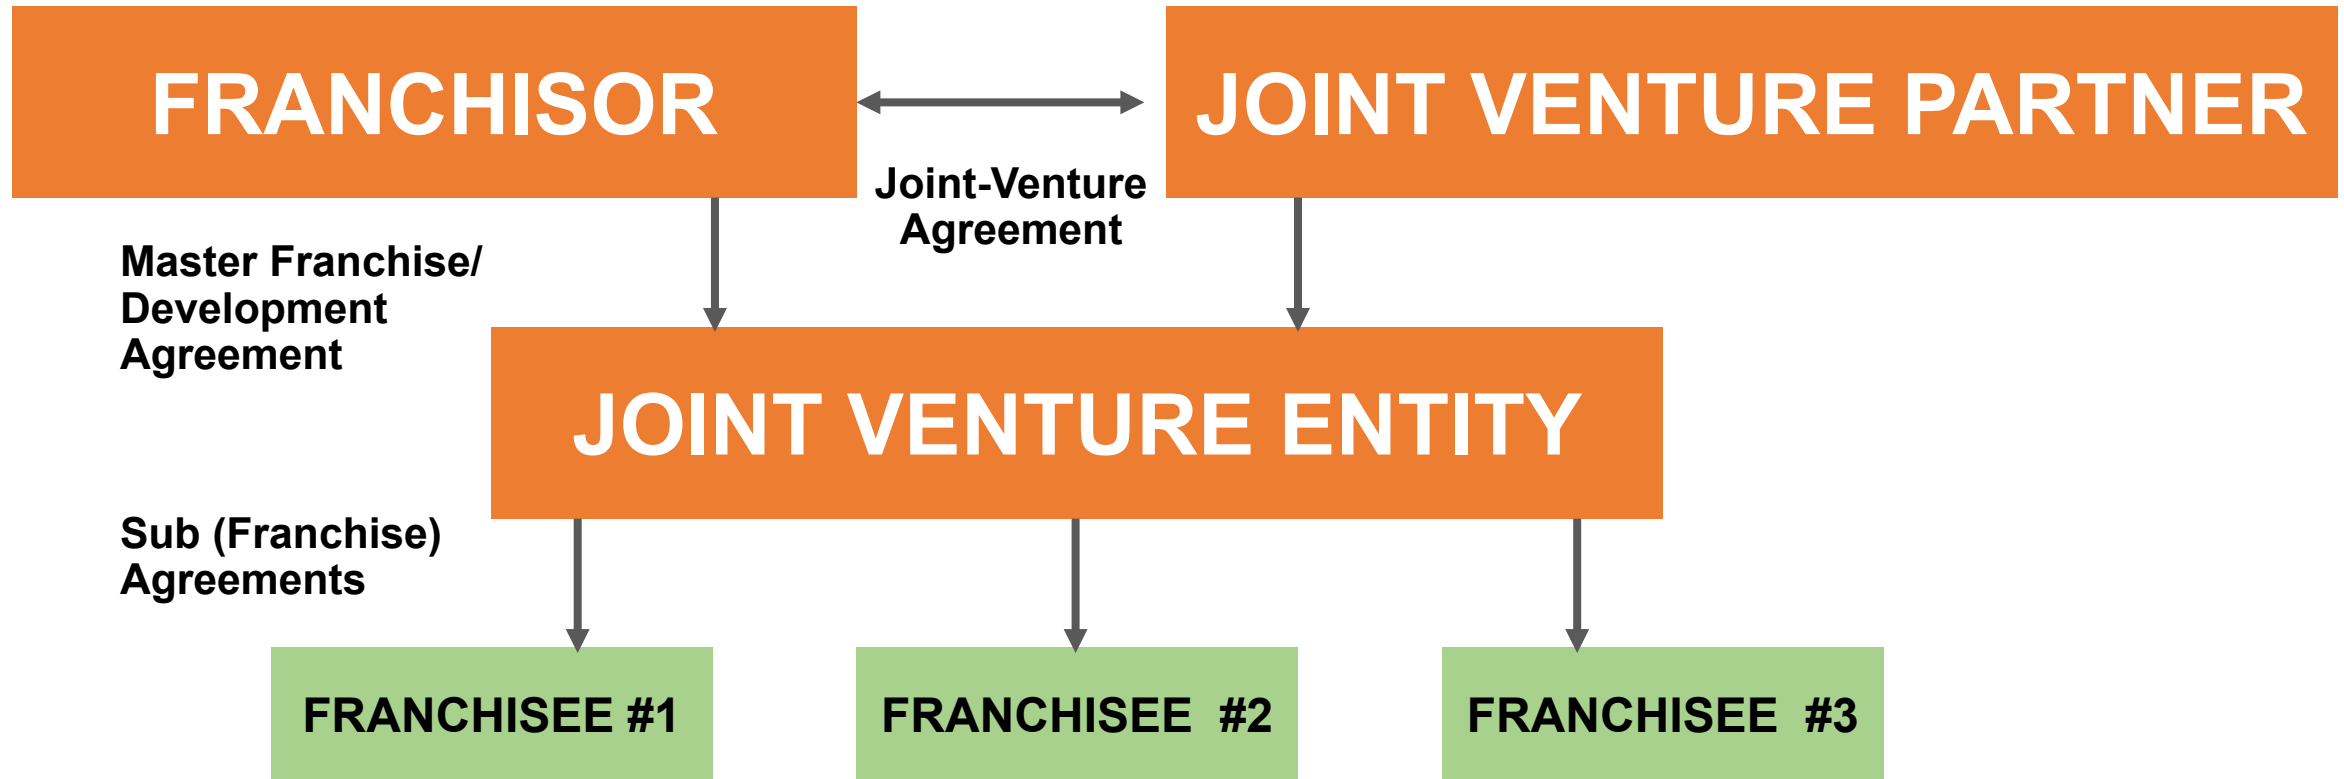 FRANCHISOR
JOINT VENTURE PARTNER
Joint-Venture
Agreement
Master Franchise/
Development
Agreement
JOINT VENTURE ENTITY
Sub (Franchise)
Agreements
FRANCHISEE #1
FRANCHISEE  #2
FRANCHISEE  #3